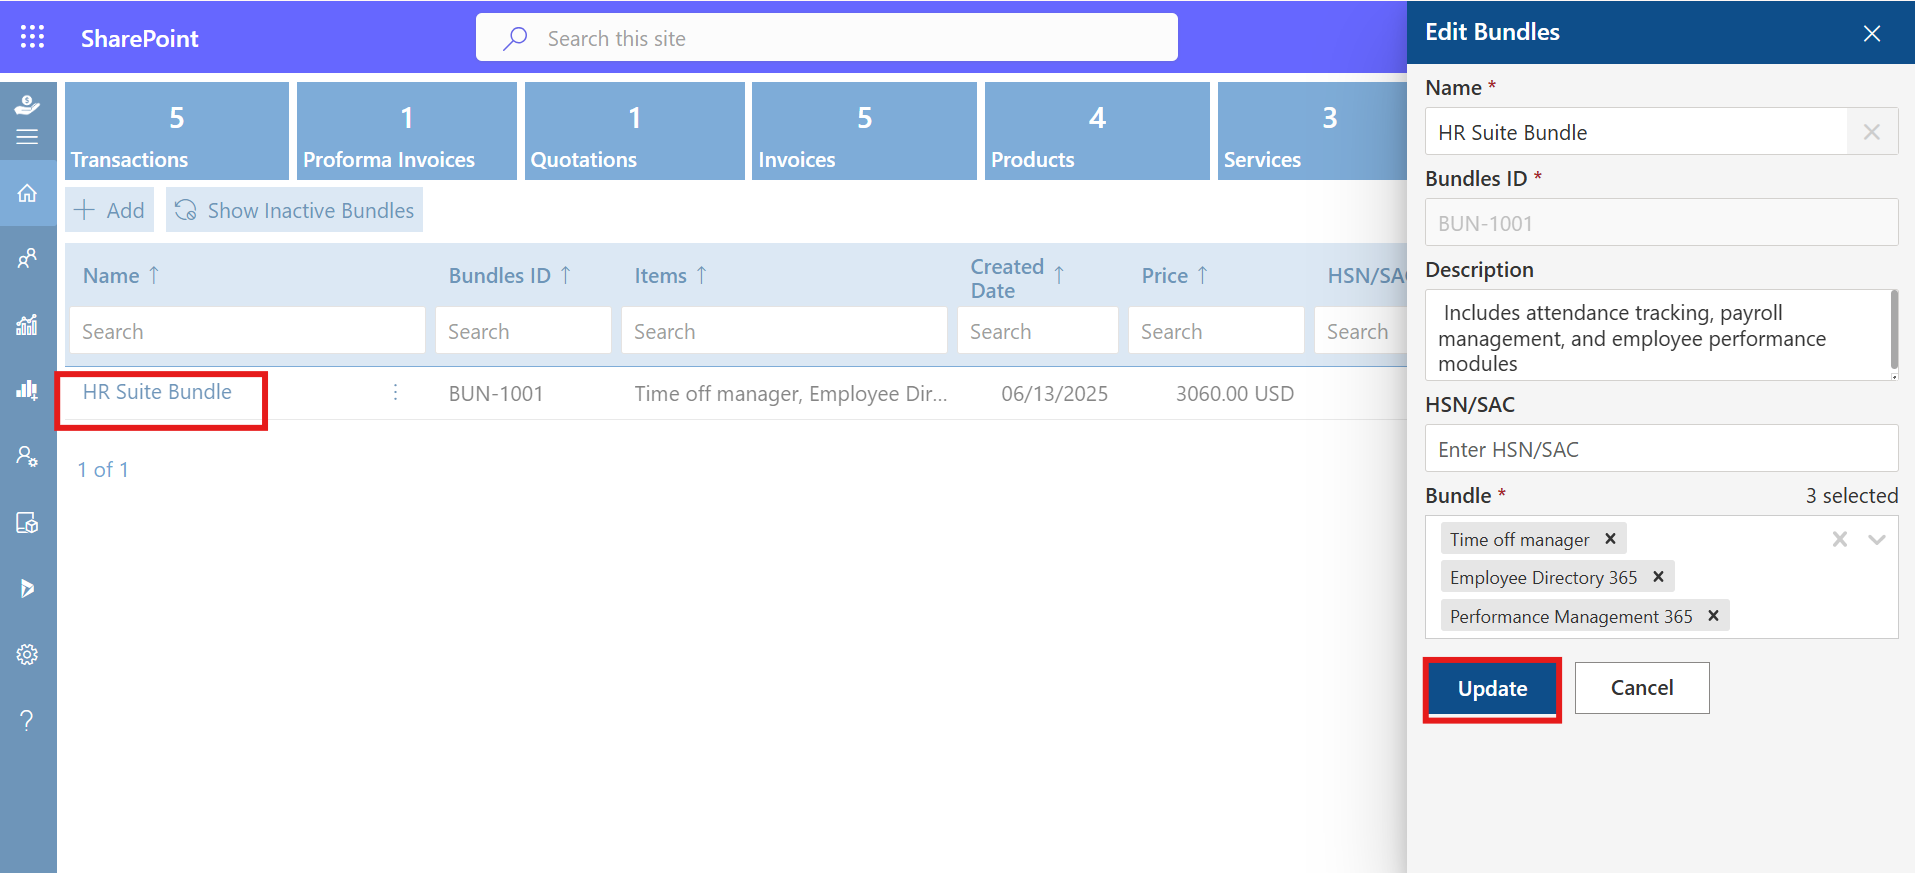 SharePoint
Search this site
5
Transactions
1
Proforma Invoices
1
Quotations
5
Invoices
4
Products
3
Services
Add
Show Inactive Bundles
Name
Bundles ID
Items
Created
Date
Price
HSN/SA
Search
Search
Search
Search
Search
Search
HR Suite Bundle
BUN-1001
Time off manager, Employee Dir...
06/13/2025
3060.00 USD
1 of 1
Edit Bundles
Name *
HR Suite Bundle
Bundles ID *
BUN-1001
Description
Includes attendance tracking, payroll
management, and employee performance
modules
HSN/SAC
Enter HSN/SAC
Bundle *
3 selected
Time off manager
Employee Directory 365
Performance Management 365
Update
Cancel